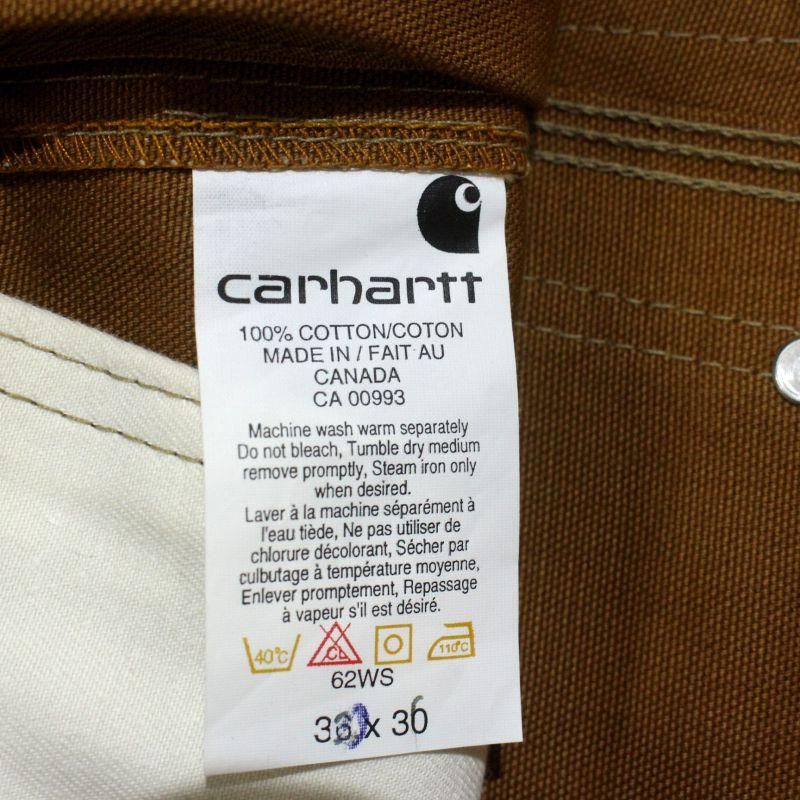 carhartt
100% COTTON/COTON
MADE IN / FAIT AU
CANADA
CA 00993
Machine wash warm separately
Do not bleach, Tumble dry medium
remove promptly, Steam iron only
when desired.
Laver à la machine séparément à
l'eau tiède, Ne pas utiliser de
chlorure décolorant, Sécher par
culbutage à température moyenne,
Enlever promptement, Repassage
à vapeur s'il est désiré.
40°C CL 110°C
62WS
x